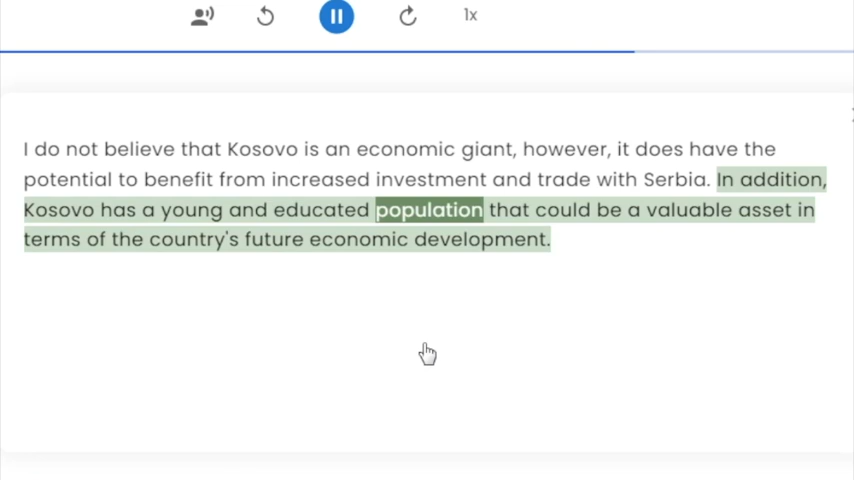 1x
I do not believe that Kosovo is an economic giant, however, it does have the
potential to benefit from increased investment and trade with Serbia. In addition,
Kosovo has a young and educated population that could be a valuable asset in
terms of the country's future economic development.